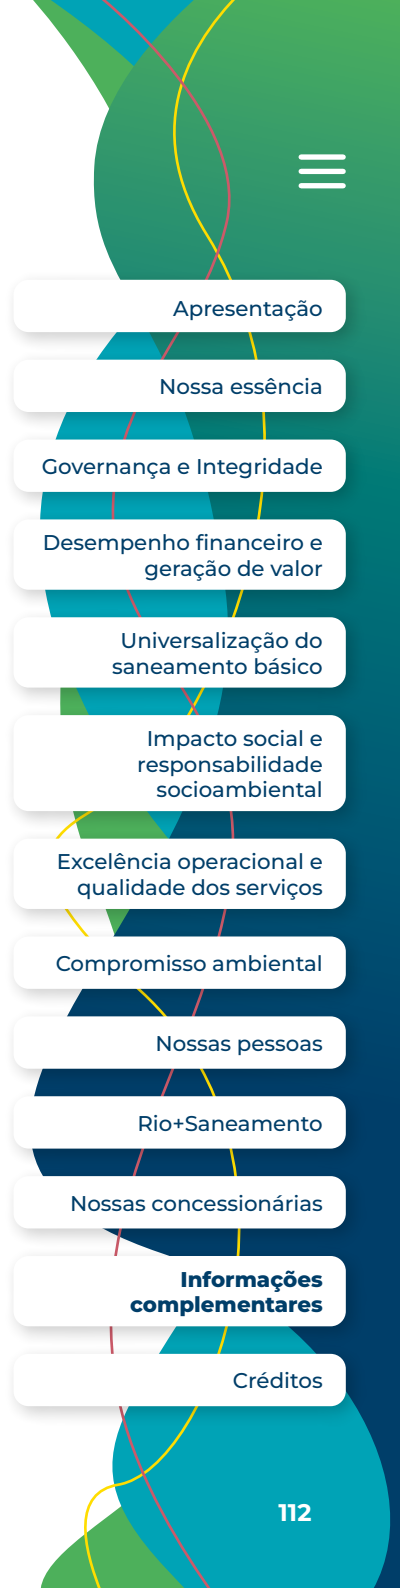 Apresentação
Nossa essência
Governança e Integridade
Desempenho financeiro e
geração de valor
Universalização do
saneamento básico
Impacto social e
responsabilidade
socioambiental
Excelência operacional e
qualidade dos serviços
Compromisso ambiental
Nossas pessoas
Rio+Saneamento
Nossas concessionárias
Informações
complementares
Créditos
112